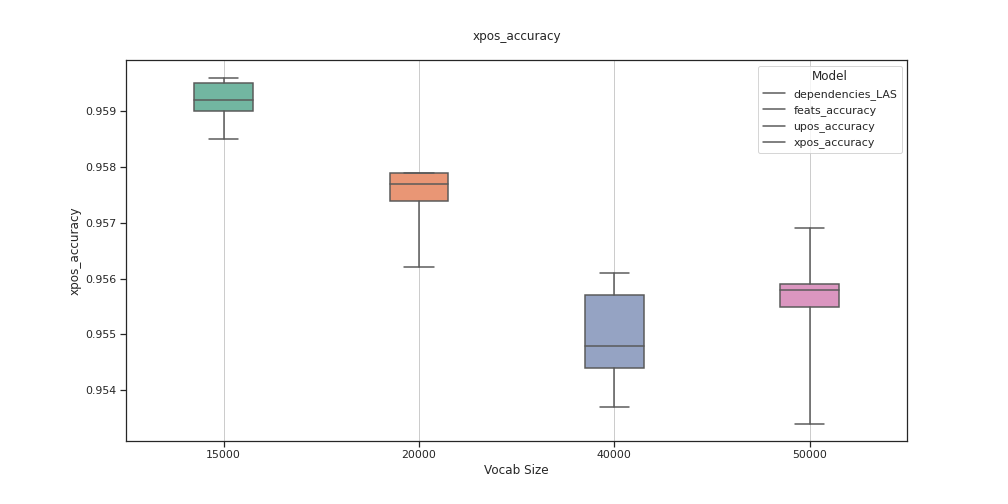 xpos_accuracy
Model
dependencies_LAS
feats_accuracy
upos_accuracy
xpos_accuracy
xpos_accuracy
0.959
0.958
0.957
0.956
0.955
0.954
15000
20000
40000
50000
Vocab Size